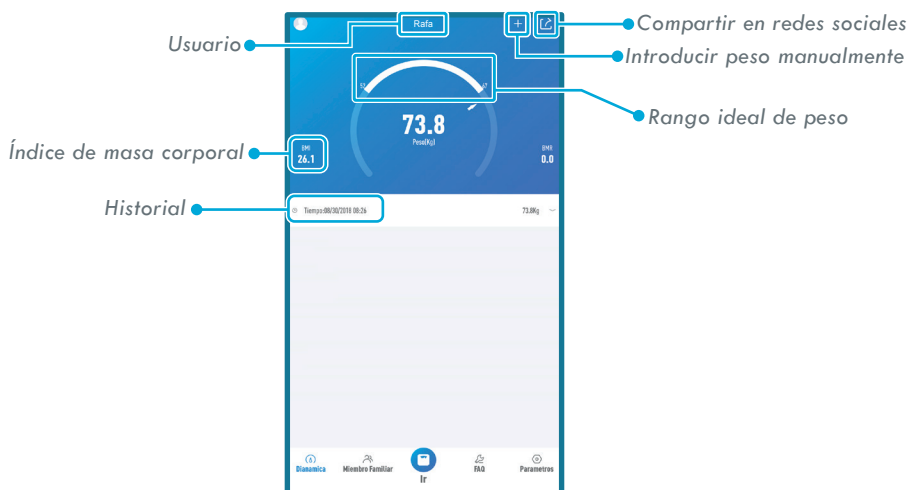 Rafa
Compartir en redes sociales
Usuario
Introducir peso manualmente
67
Rango ideal de peso
73.8
Peso(Kg)
Índice de masa corporal
BMI
26.1
BMR
0.0
Historial
Tiempo:08/30/2018 08:26
73.8Kg
Dianamica
Miembro Familiar
Ir
FAQ
Parametros